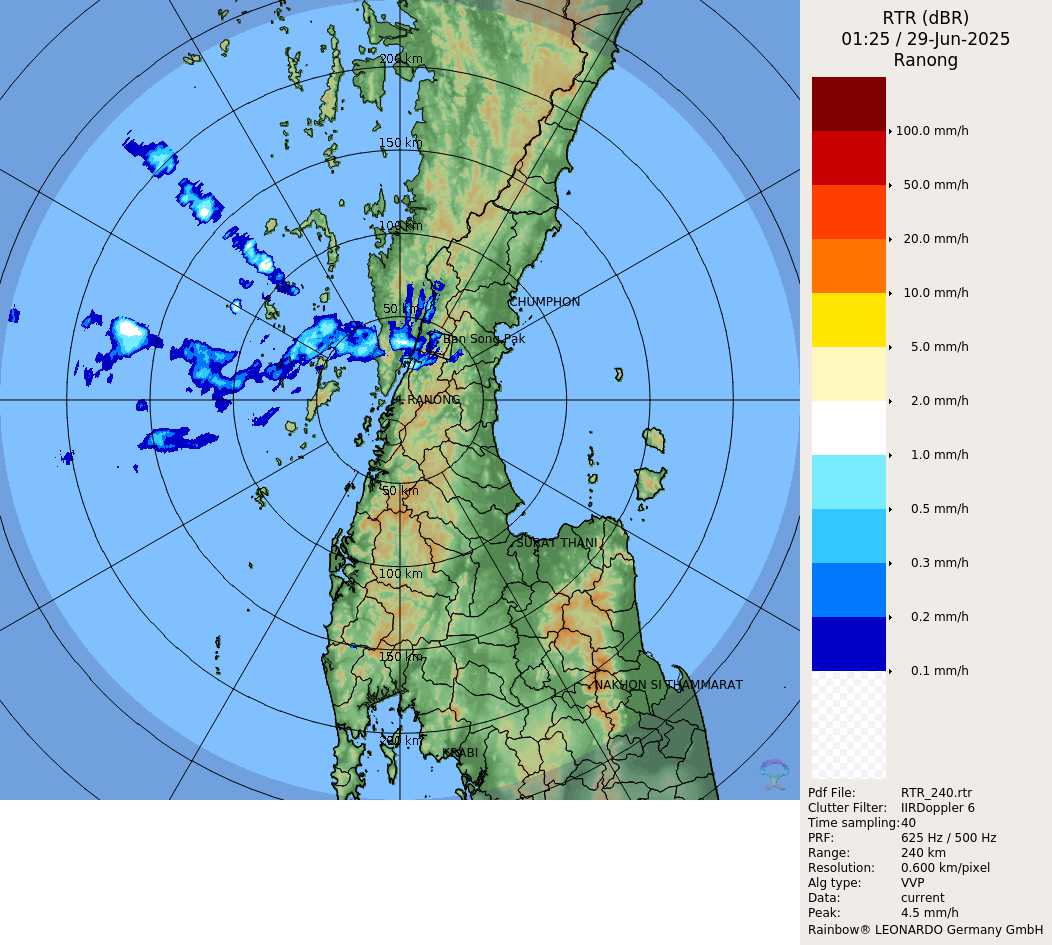 RTR (dBR)
01:25 / 29-Jun-2025
Ranong
200 km
150 km
100 km
50 km
CHUMPHON
Ban Song Pak
RANONG
50 km
SURAT THANI
100 km
150 km
NAKHON SI THAMMARAT
200 km
KRABI
100.0 mm/h
50.0 mm/h
20.0 mm/h
10.0 mm/h
5.0 mm/h
2.0 mm/h
1.0 mm/h
0.5 mm/h
0.3 mm/h
0.2 mm/h
0.1 mm/h
Pdf File: RTR_240.rtr
Clutter Filter: IIRDoppler 6
Time sampling:40
PRF: 625 Hz / 500 Hz
Range: 240 km
Resolution: 0.600 km/pixel
Alg type: VVP
Data: current
Peak: 4.5 mm/h
Rainbow® LEONARDO Germany GmbH